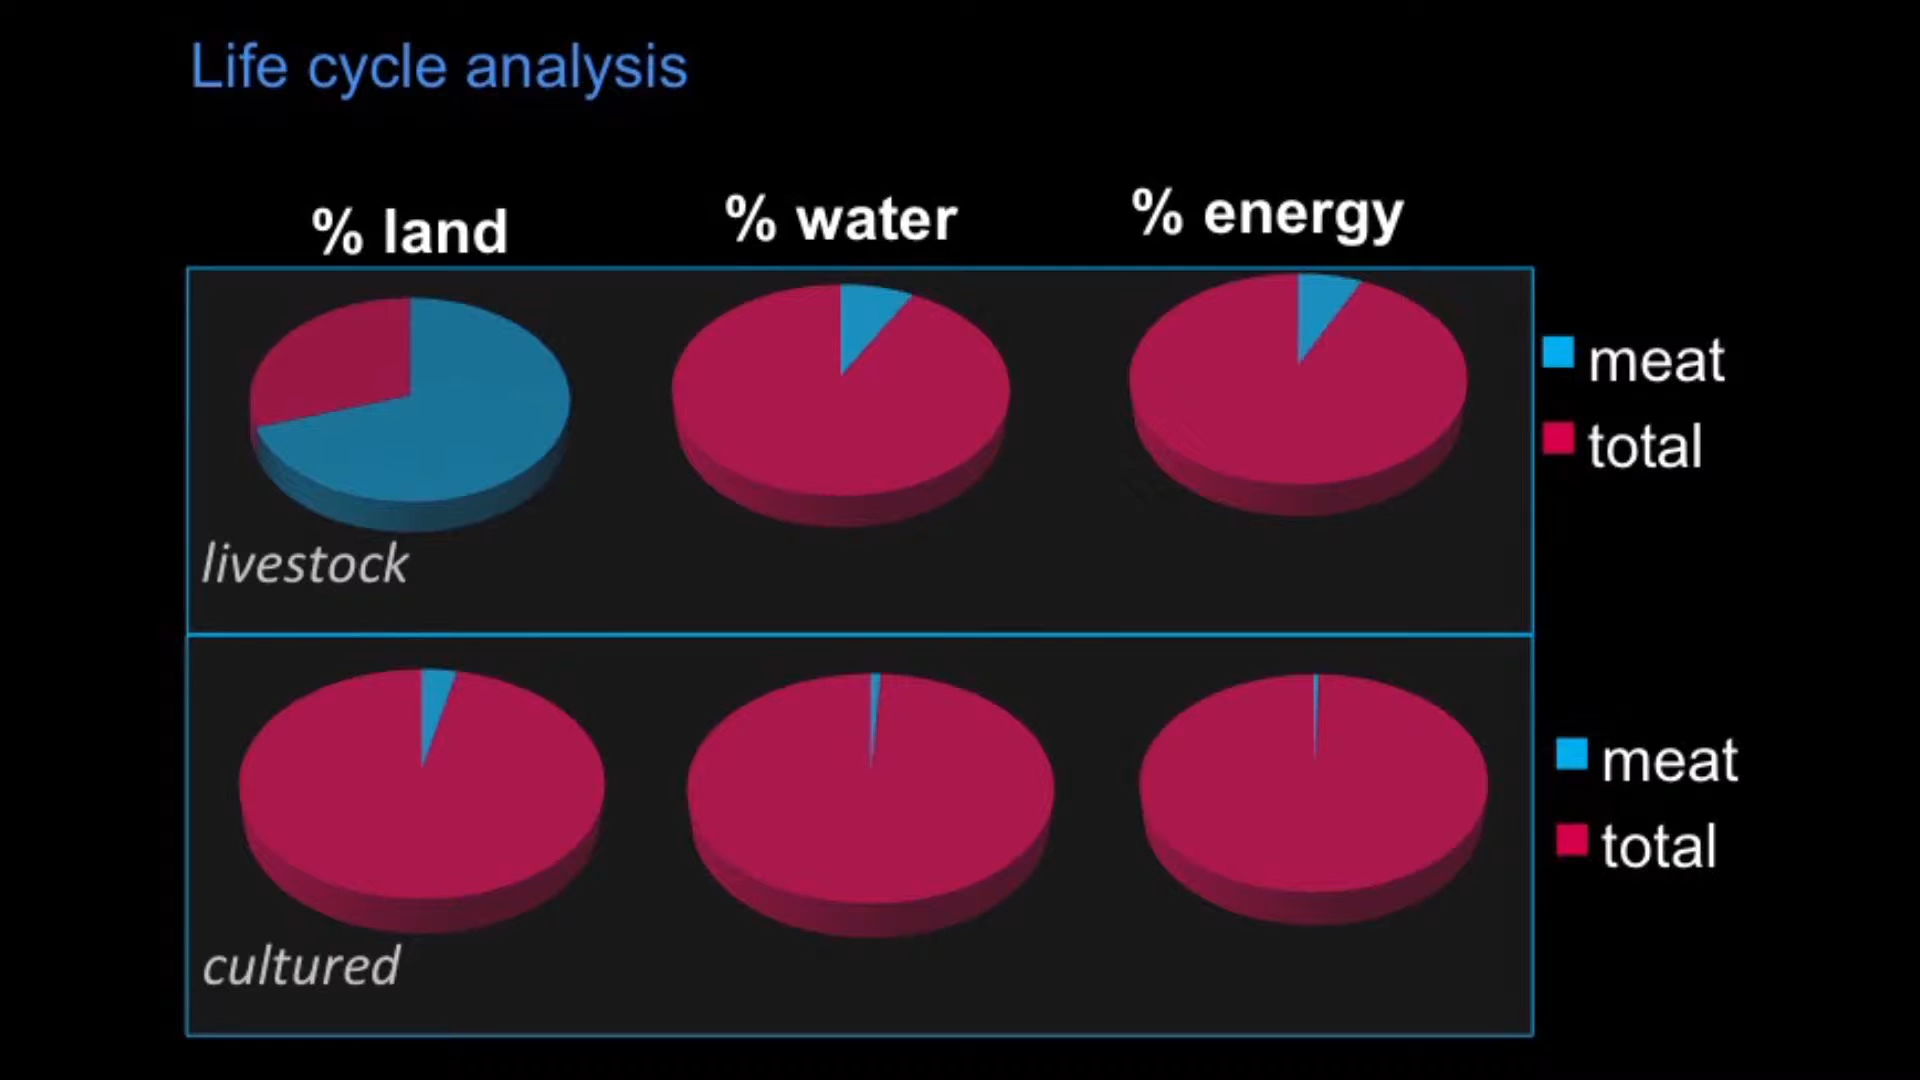 Life cycle analysis
% land
% water
% energy
meat
total
livestock
meat
total
cultured